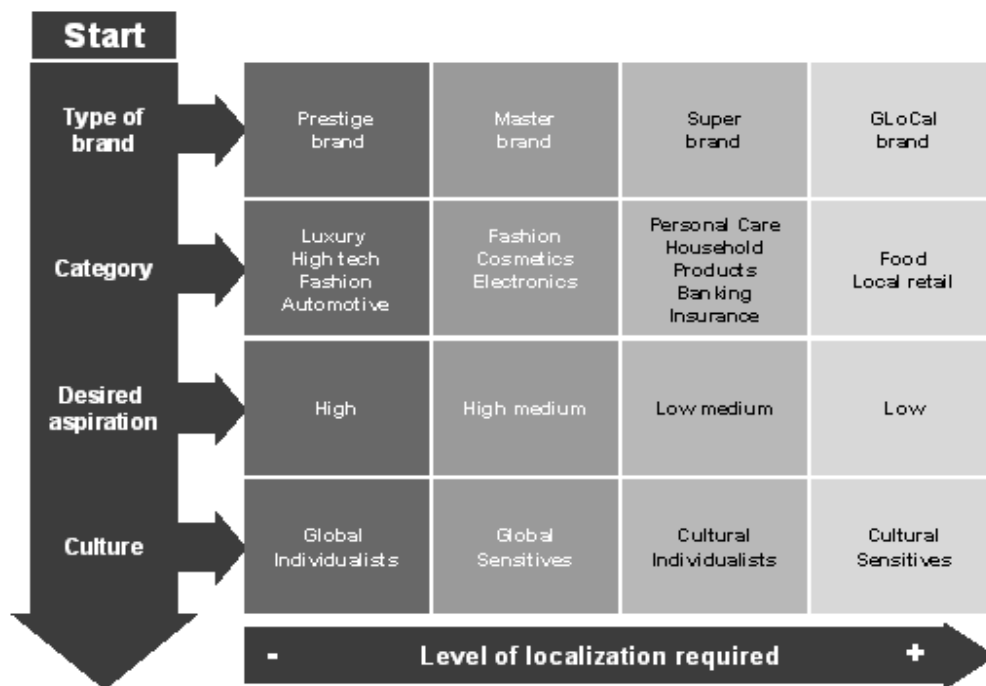 Start
Type of
brand
Prestige
brand
Master
brand
Super
brand
GLoCal
brand
Category
Luxury
High tech
Fashion
Automotive
Fashion
Cosmetics
Electronics
Personal Care
Household
Products
Banking
Insurance
Food
Local retail
Desired
aspiration
High
High medium
Low medium
Low
Culture
Global
Individualists
Global
Sensitives
Cultural
Individualists
Cultural
Sensitives
- Level of localization required +